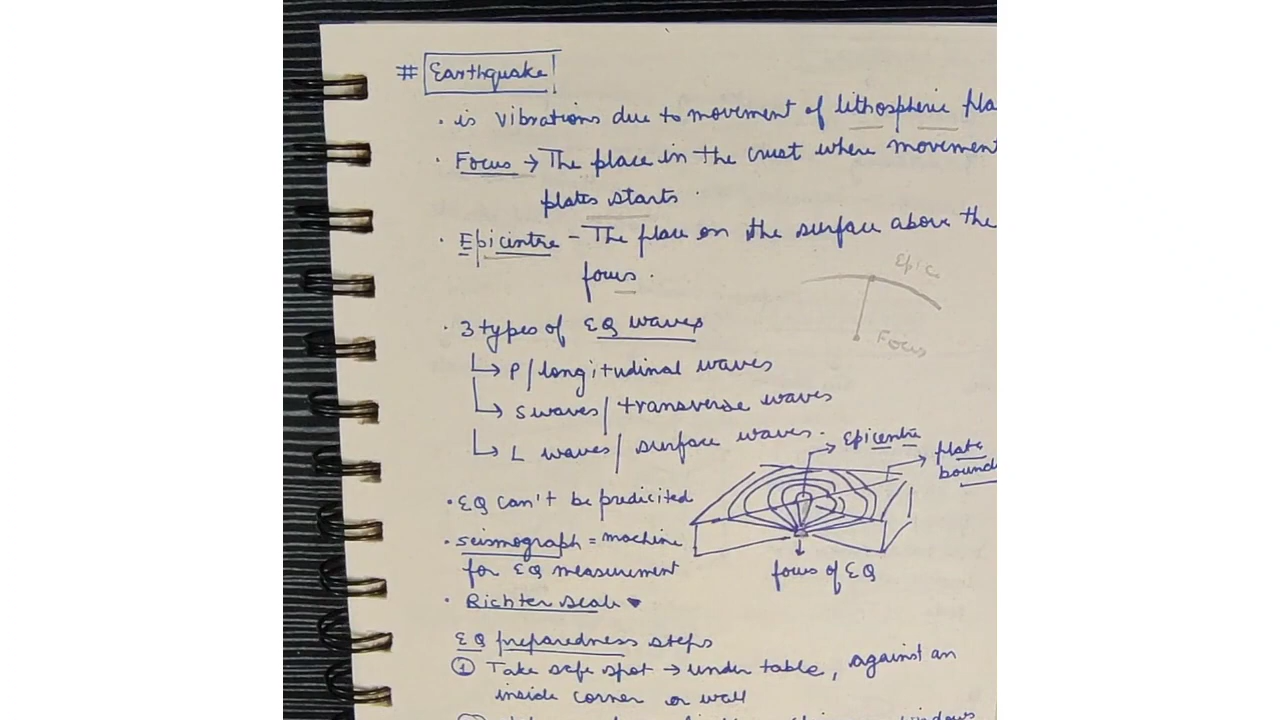 # Earthquake
. is vibrations due to movement of lithospheric pla
. Focus → The place in the crust where movement
plates starts
. Epicentre - The place on the surface above the
focus.
Epic.
Focus
. 3 types of EQ waves
↳ P/longitudinal waves
↳ S waves/transverse waves
↳ L waves/ surface waves.
Epicentre
plate
bound
. EQ can't be predicited
. seismograph = machine
for EQ measurement
focus of EQ
. Richter scale
EQ preparedness steps
① Take safe spot → under table, against an
inside corner or wall
windows